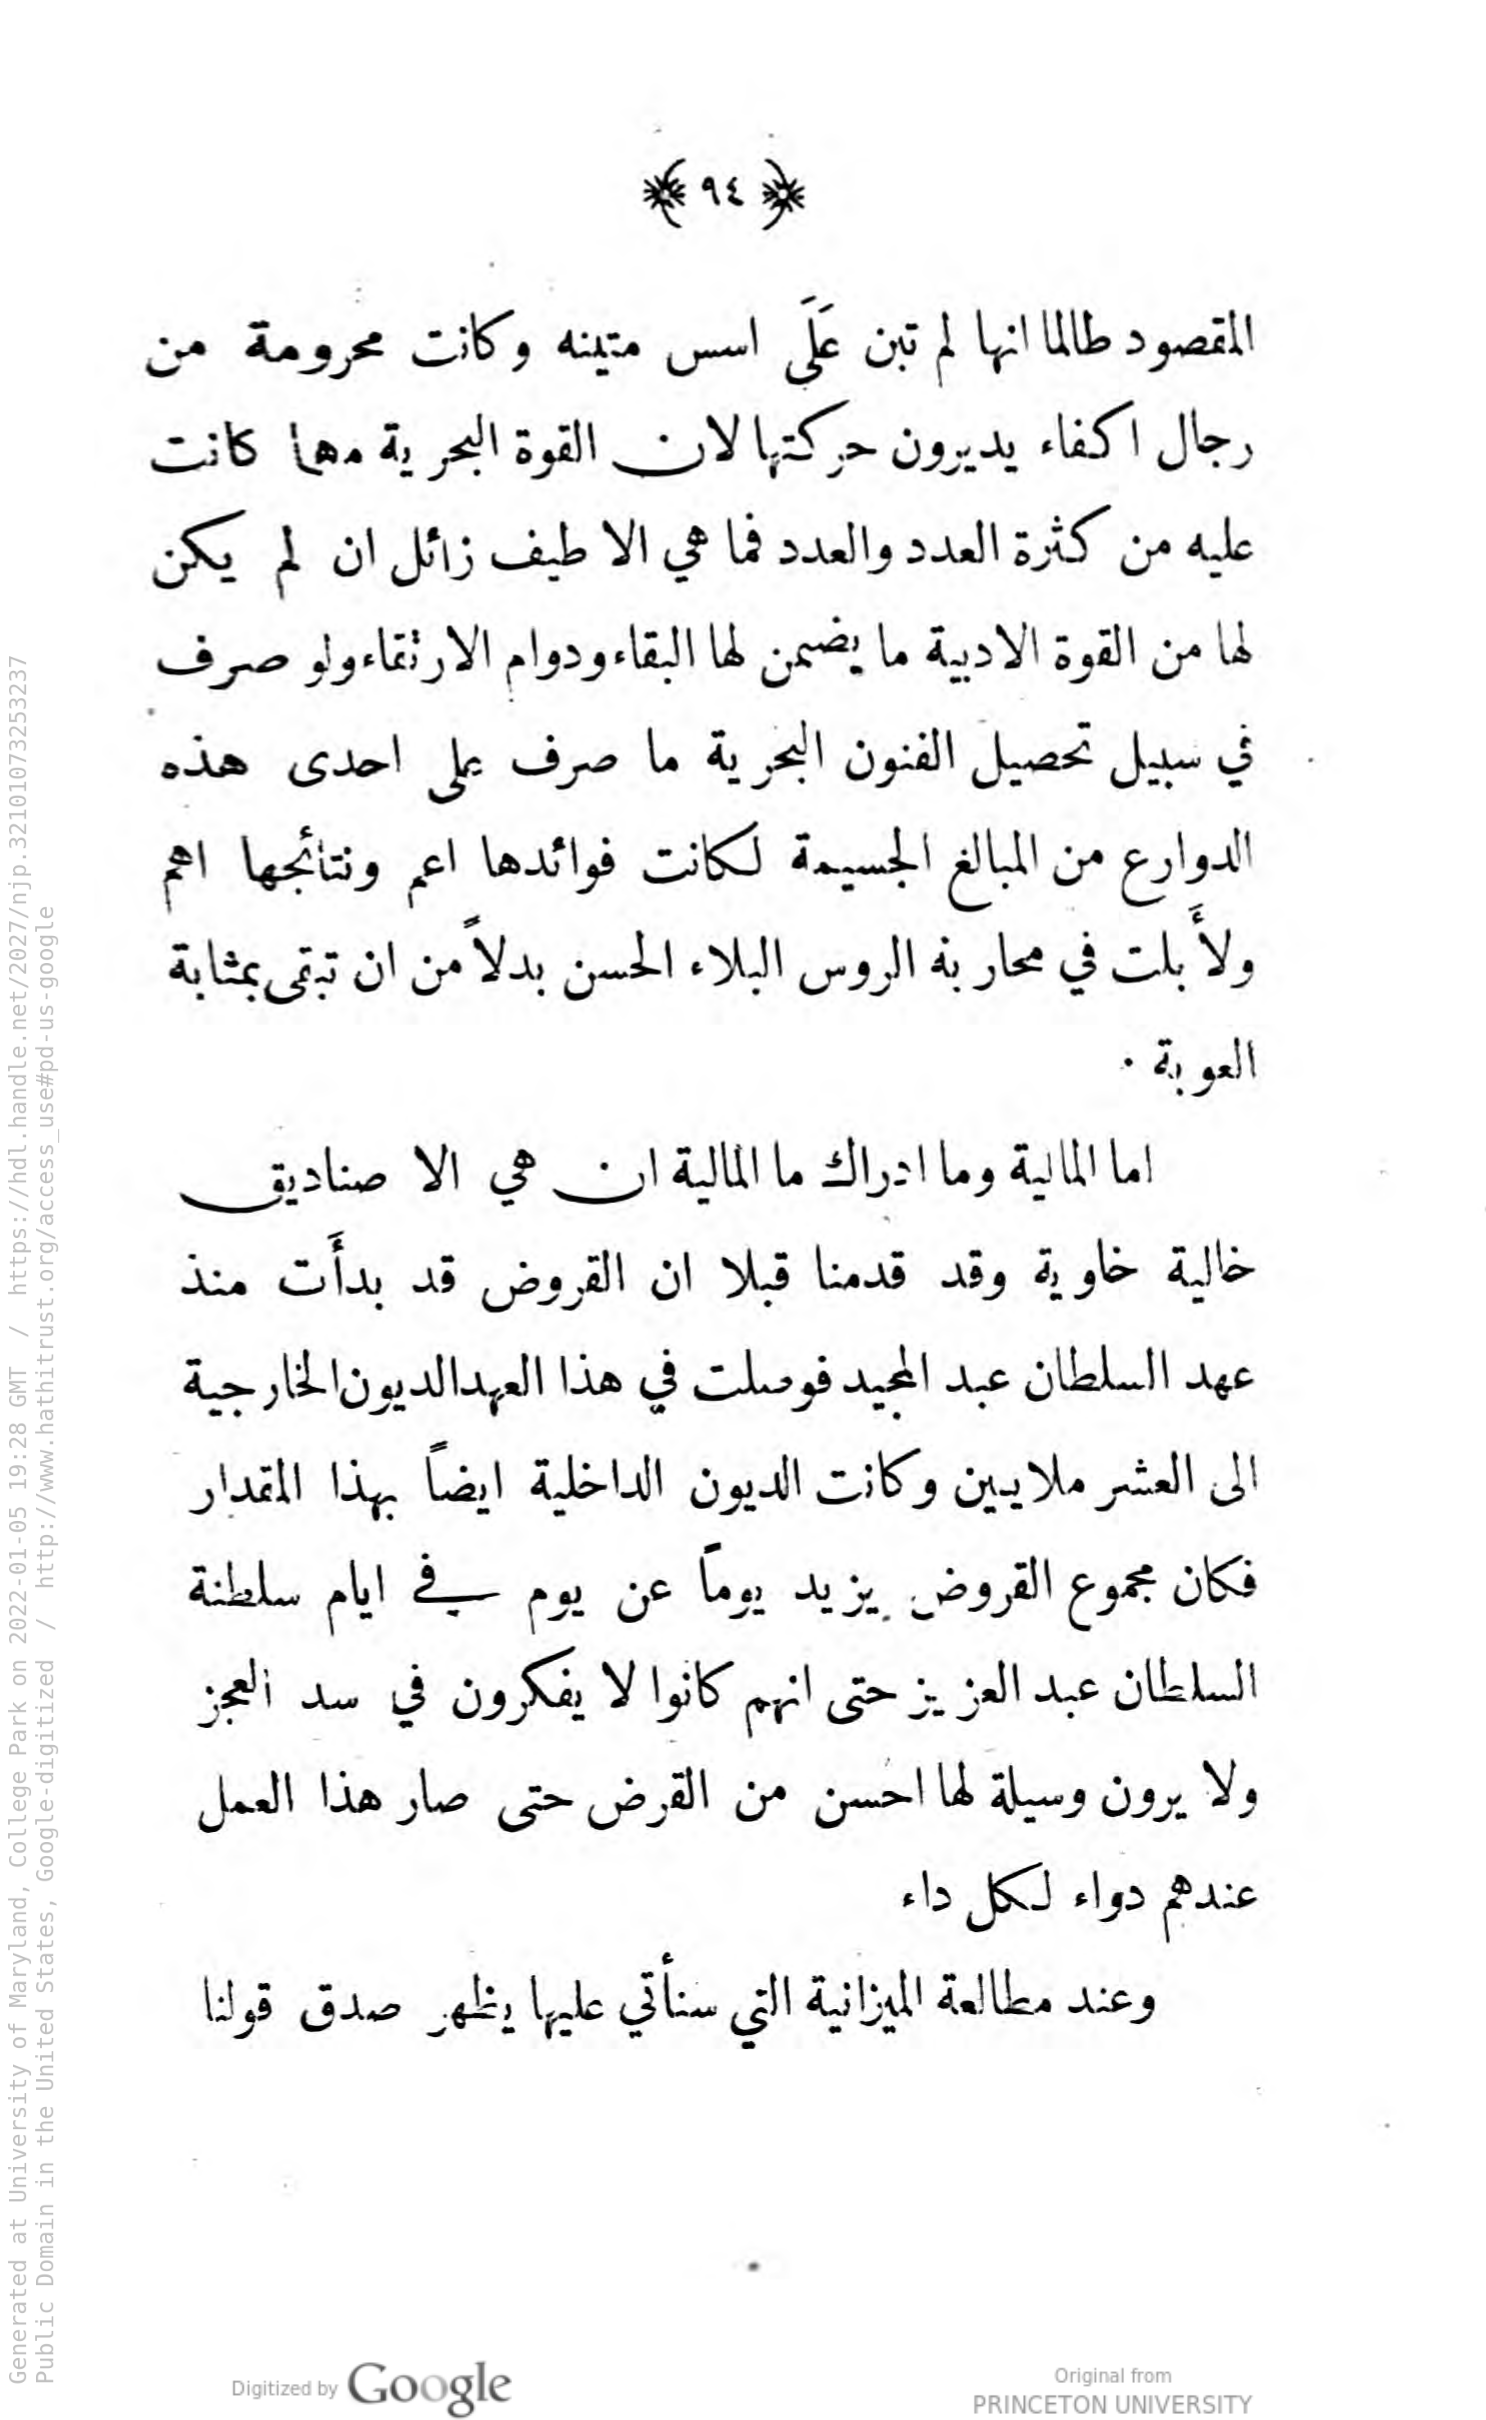 ﴿ ٩٤ ﴾
المقصود طالما انها لم تبن عَلَى اسس متينه وكانت محرومة من
رجال اكفاء يديرون حركتها لان القوة البحرية مهما كانت
عليه من كثرة العدد والعدد فما هي الا طيف زائل ان لم يكن
لها من القوة الادبية ما يضمن لها البقاء ودوام الارتقاء ولو صرف
في سبيل تحصيل الفنون البحرية ما صرف على احدى هذه
الدوارع من المبالغ الجسيمة لكانت فوائدها اعم ونتائجها اهم
ولأَبلت في محاربة الروس البلاء الحسن بدلاً من ان تبقى بمثابة
العوبة ·
اما المالية وما ادراك ما المالية ان هي الا صناديق
خالية خاوية وقد قدمنا قبلا ان القروض قد بدأَت منذ
عهد السلطان عبد المجيد فوصلت في هذا العهد الديون الخارجية
الى العشر ملايين وكانت الديون الداخلية ايضاً بهذا المقدار
فكان مجموع القروض يزيد يوماً عن يوم في ايام سلطنة
السلطان عبد العزيز حتى انهم كانوا لا يفكرون في سد العجز
ولا يرون وسيلة لها احسن من القرض حتى صار هذا العمل
عندهم دواء لكل داء
وعند مطالعة الميزانية التي سنأتي عليها يظهر صدق قولنا
Digitized by Google
Original from
PRINCETON UNIVERSITY
Generated at University of Maryland, College Park on 2022-01-05 19:28 GMT / https://hdl.handle.net/2027/njp.32101073253237
Public Domain in the United States, Google-digitized / http://www.hathitrust.org/access_use#pd-us-google